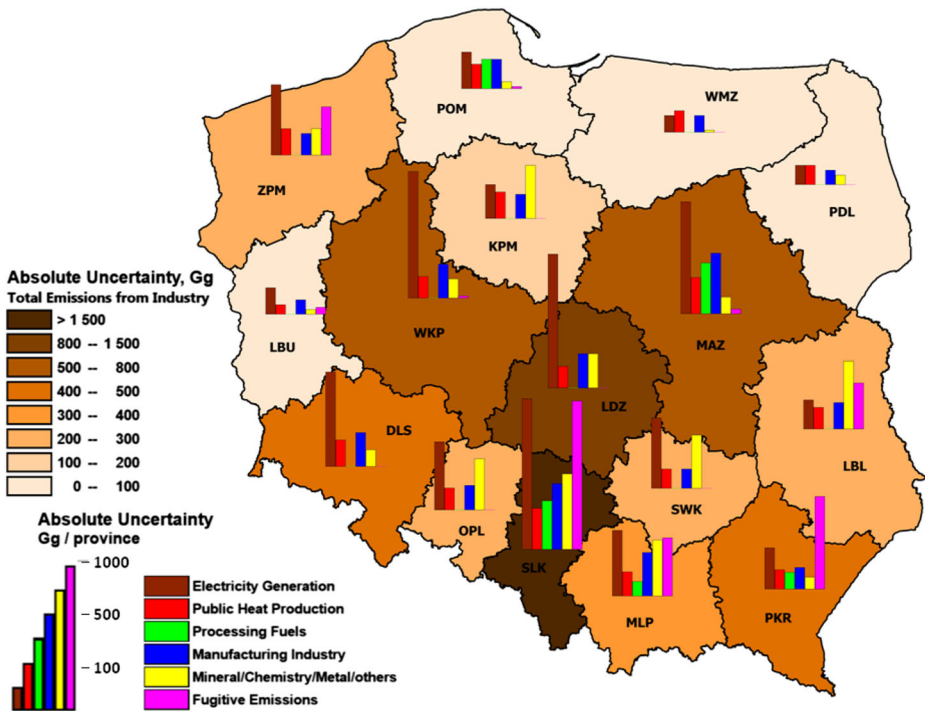 POM
WMZ
ZPM
PDL
KPM
WKP
MAZ
LBU
LDZ
DLS
LBL
OPL
SWK
SLK
MLP
PKR
Absolute Uncertainty, Gg
Total Emissions from Industry
> 1 500
800 -- 1 500
500 -- 800
400 -- 500
300 -- 400
200 -- 300
100 -- 200
0 -- 100
Absolute Uncertainty
Gg / province
1000
500
100
Electricity Generation
Public Heat Production
Processing Fuels
Manufacturing Industry
Mineral/Chemistry/Metal/others
Fugitive Emissions